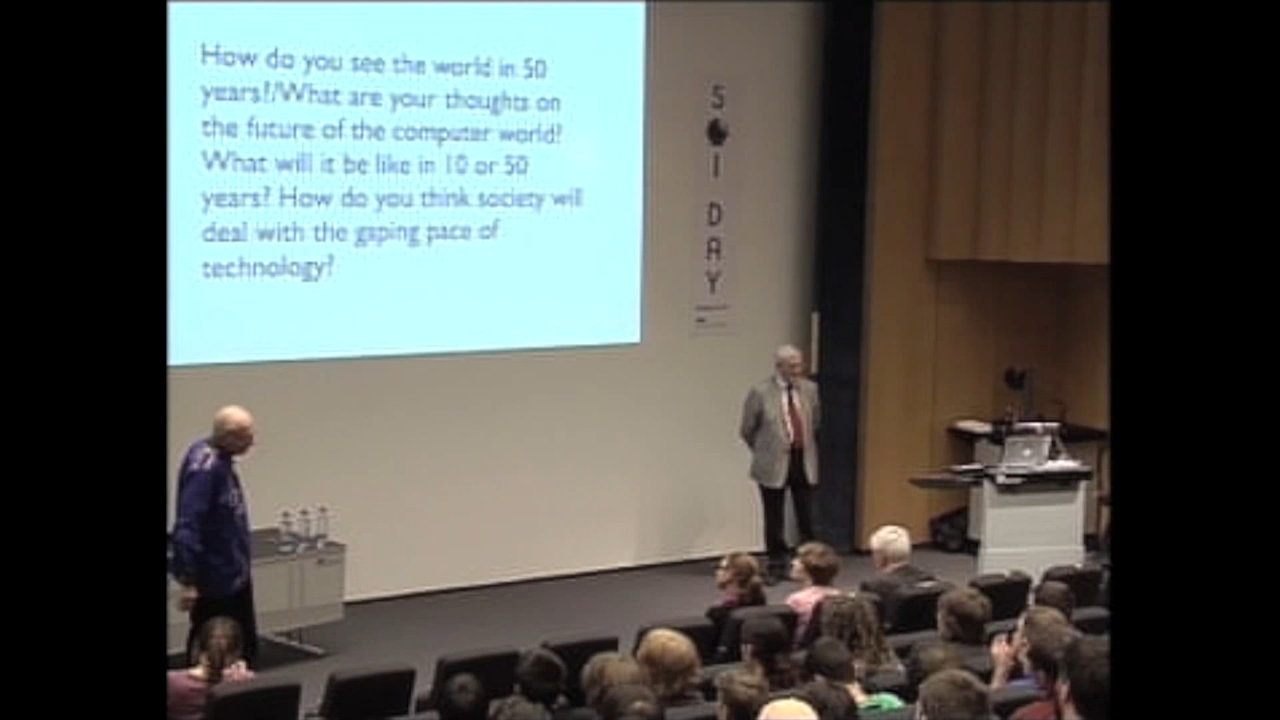 How do you see the world in 50
years?/What are your thoughts on
the future of the computer world?
What will it be like in 10 or 50
years? How do you think society will
deal with the gaping pace of
technology?
S
O
I
D
A
Y